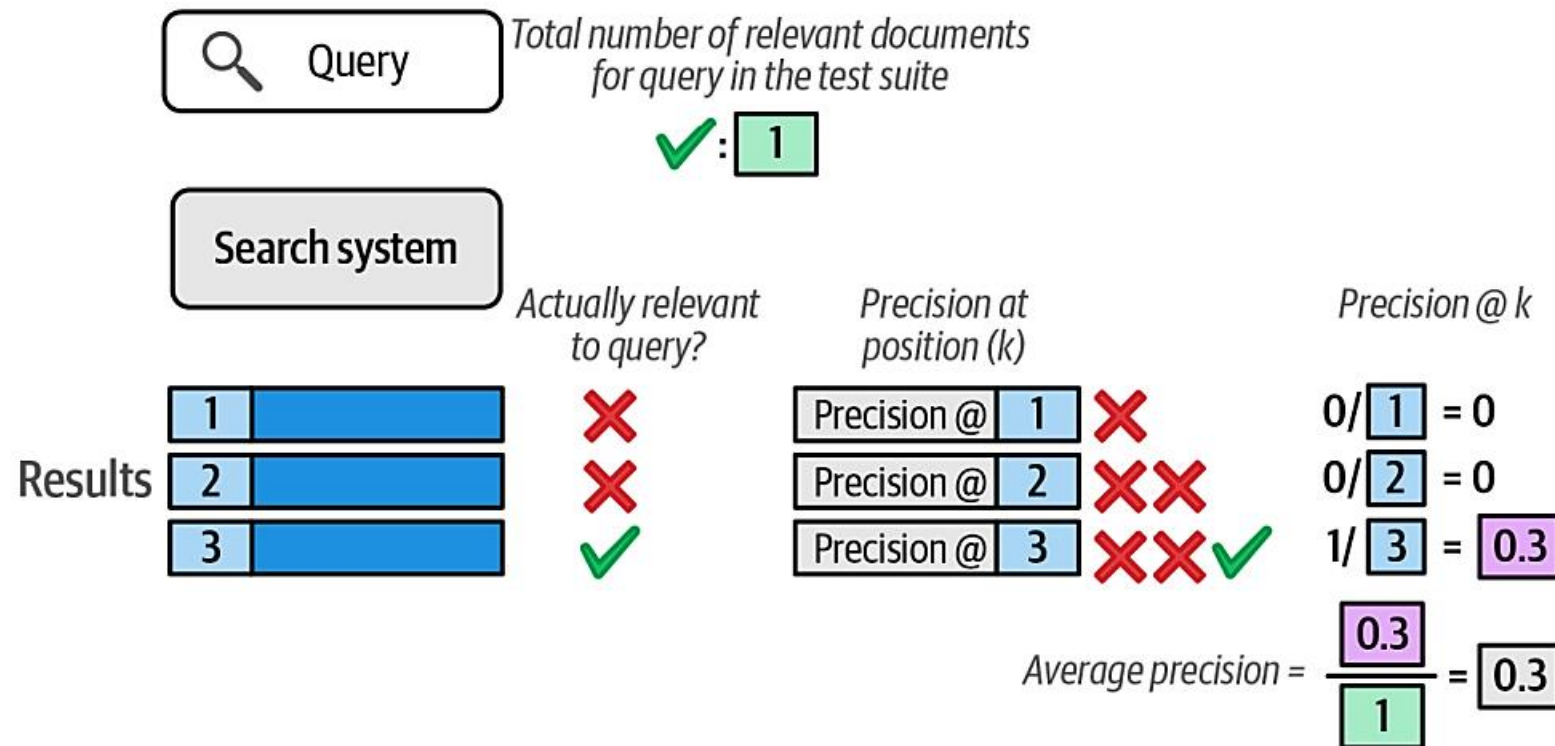 Query
Total number of relevant documents
for query in the test suite
: 1
Search system
Actually relevant
to query?
Precision at
position (k)
Precision @ k
Results
1
Precision @ 1
0/ 1 = 0
2
Precision @ 2
0/ 2 = 0
3
Precision @ 3
1/ 3 = 0.3
Average precision = 0.3 / 1 = 0.3